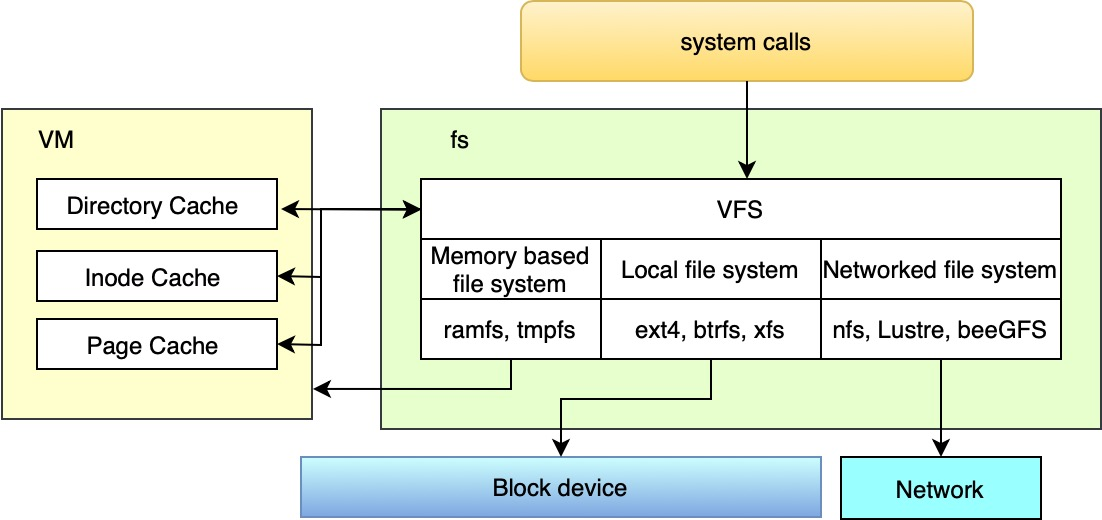 system calls
VM
fs
Directory Cache
Inode Cache
Page Cache
VFS
Memory based
file system
Local file system
Networked file system
ramfs, tmpfs
ext4, btrfs, xfs
nfs, Lustre, beeGFS
Block device
Network